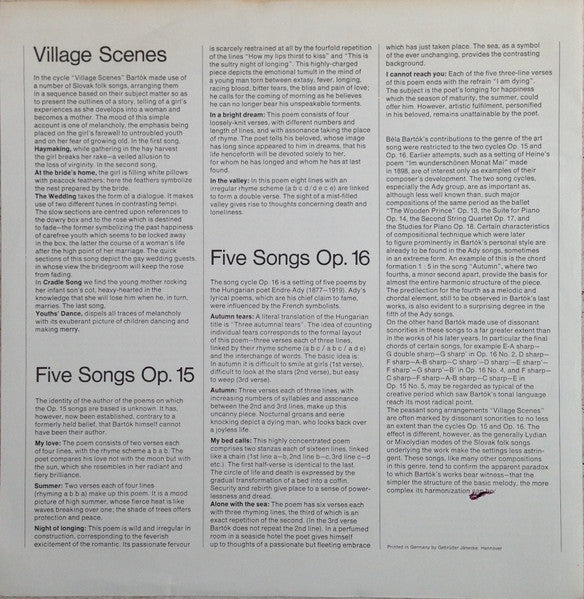 Village Scenes
In the cycle "Village Scenes" Bartók made use of
a number of Slovak folk songs, arranging them
in a sequence based on their subject matter so as
to present the outlines of a story, telling of a girl's
experiences as she develops into a woman and
becomes a mother. The mood of this simple
account is one of melancholy, the emphasis being
placed on the girl's farewell to untroubled youth
and on her fear of growing old. In the first song,
Haymaking, while gathering in the hay harvest
the girl breaks her rake—a veiled allusion to
the loss of virginity. In the second song,
At the bride's home, the girl is filling white pillows
with peacock feathers; here the feathers symbolize
the nest prepared by the bride.
The Wedding takes the form of a dialogue. It makes
use of two different tunes in contrasting tempi.
The slow sections are centred upon references to
the dowry box and to the rose which is destined
to fade—the former symbolizing the past happiness
of carefree youth which seems to be locked away
in the box, the latter the course of a woman's life
after the high point of her marriage. The quick
sections of this song depict the gay wedding guests,
in whose view the bridegroom will keep the rose
from fading.
In Cradle Song we find the young mother rocking
her infant son's cot, heavy-hearted in the
knowledge that she will lose him when he, in turn,
marries. The last song,
Youths' Dance, dispels all traces of melancholy
with its exuberant picture of children dancing and
making merry.
Five Songs Op. 15
The identity of the author of the poems on which
the Op. 15 songs are based is unknown. It has,
however, now been established, contrary to a
formerly held belief, that Bartók himself cannot
have been their author.
My love: The poem consists of two verses each
of four lines, with the rhyme scheme a b b a. The poet
compares his love not with the moon but with
the sun, which she resembles in her radiant and
fiery brilliance.
Summer: Two verses each of four lines
(rhyming a b b a) make up this poem. It is a mood
picture of high summer, whose fierce heat is like
waves breaking over one; the shade of trees offers
protection and peace.
Night of longing: This poem is wild and irregular in
construction, corresponding to the feverish
excitement of the romantic. Its passionate fervour
is scarcely restrained at all by the fourfold repetition
of the lines "How my lips thirst to kiss" and "This is
the sultry night of longing". This highly-charged
piece depicts the emotional tumult in the mind of
a young man torn between extasy, fever, longing,
racing blood, bitter tears, the bliss and pain of love;
he calls for the coming of morning as he believes
he can no longer bear his unspeakable torments.
In a bright dream: This poem consists of four
loosely-knit verses, with different numbers and
length of lines, and with assonance taking the place
of rhyme. The poet tells his beloved, whose image
has long since appeared to him in dreams, that his
life henceforth will be devoted solely to her,
for whom he has longed and whom he has at last
found.
In the valley: In this poem eight lines with an
irregular rhyme scheme (a b c d / d e c e) are linked
to form a double verse. The sight of a mist-filled
valley gives rise to thoughts concerning death and
loneliness.
Five Songs Op. 16
The song cycle Op. 16 is a setting of five poems by
the Hungarian poet Endre Ady (1877–1919). Ady's
lyrical poems, which are his chief claim to fame,
were influenced by the French symbolists.
Autumn tears: A literal translation of the Hungarian
title is "Three autumnal tears". The idea of counting
individual tears corresponds to the formal layout
of this poem—three verses each of three lines,
linked by their rhyme scheme (a b c / a b c / a d e)
and the interchange of words. The basic idea is:
In autumn it is difficult to smile at girls (1st verse),
difficult to look at the stars (2nd verse), but easy
to weep (3rd verse).
Autumn: Three verses each of three lines, with
increasing numbers of syllables and assonance
between the 2nd and 3rd lines, make up this
uncanny piece. Nocturnal groans and eerie
knocking depict a dying man, who looks back over
a joyless life.
My bed calls: This highly concentrated poem
comprises two stanzas each of sixteen lines, linked
like a chain (1st line a–b, 2nd line b–c, 3rd line c–d
etc.). The first half-verse is identical to the last.
The circle of life and death is expressed by the
gradual transformation of a bed into a coffin.
Security and rebirth give place to a sense of power-
lessness and dread.
Alone with the sea: The poem has six verses each
with three rhyming lines, the third of which is an
exact repetition of the second. (In the 3rd verse
Bartók does not repeat the 2nd line). In a perfumed
room in a seaside hotel the poet gives himself
up to thoughts of a passionate but fleeting embrace
which has just taken place. The sea, as a symbol
of the ever unchanging, provides the contrasting
background.
I cannot reach you: Each of the five three-line verses
of this poem ends with the refrain "I am dying".
The subject is the poet's longing for happiness
which the season of maturity, the summer, could
offer him. However, artistic fulfilment, personified
in his beloved, remains unattainable by the poet.
Béla Bartók's contributions to the genre of the art
song were restricted to the two cycles Op. 15 and
Op. 16. Earlier attempts, such as a setting of Heine's
poem "Im wunderschönen Monat Mai" made
in 1898, are of interest only as examples of their
composer's development. The two song cycles,
especially the Ady group, are as important as,
although less well known than, such major
compositions of the same period as the ballet
"The Wooden Prince" Op. 13, the Suite for Piano
Op. 14, the Second String Quartet Op. 17, and
the Studies for Piano Op. 18. Certain characteristics
of compositional technique which were later
to figure prominently in Bartók's personal style are
already to be found in the Ady songs, sometimes
in an extreme form. An example of this is the chord
formation 1 : 5 in the song "Autumn", where two
fourths, a minor second apart, provide the basis for
almost the entire harmonic structure of the piece.
The predilection for the fourth as a melodic and
chordal element, still to be observed in Bartók's last
works, is also evident to a surprising degree in the
fifth of the Ady songs.
On the other hand Bartók made use of dissonant
sonorities in these songs to a far greater extent than
in the works of his later years. In particular the final
chords of certain songs, for example E-A sharp—
G double sharp—G sharp' in Op. 16 No. 2, D sharp—
F sharp—A-B sharp—C sharp'—D sharp'—E sharp'—
F sharp'—G sharp'—B' in Op. 16 No. 4, and F sharp—
C sharp—F sharp—A-B sharp—C sharp—E in
Op. 15 No. 5, may be regarded as typical of the
creative period which saw Bartók's tonal language
reach its most radical point.
The peasant song arrangements "Village Scenes"
are often marked by dissonant sonorities to no less
an extent than the cycles Op. 15 and Op. 16. The
effect is different, however, as the generally Lydian
or Mixolydian modes of the Slovak folk songs
underlying the work make the settings less astrin-
gent. These songs, like many other compositions
in this genre, tend to confirm the apparent paradox
to which Bartók's works bear witness—that the
simpler the structure of the basic melody, the more
complex its harmonization
Printed in Germany by Gebrüder Jänecke, Hannover